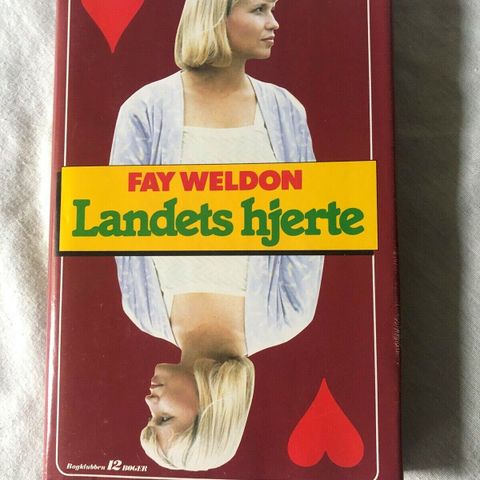 FAY WELDON
Landets hjerte
Bogklubben 12 BØGER